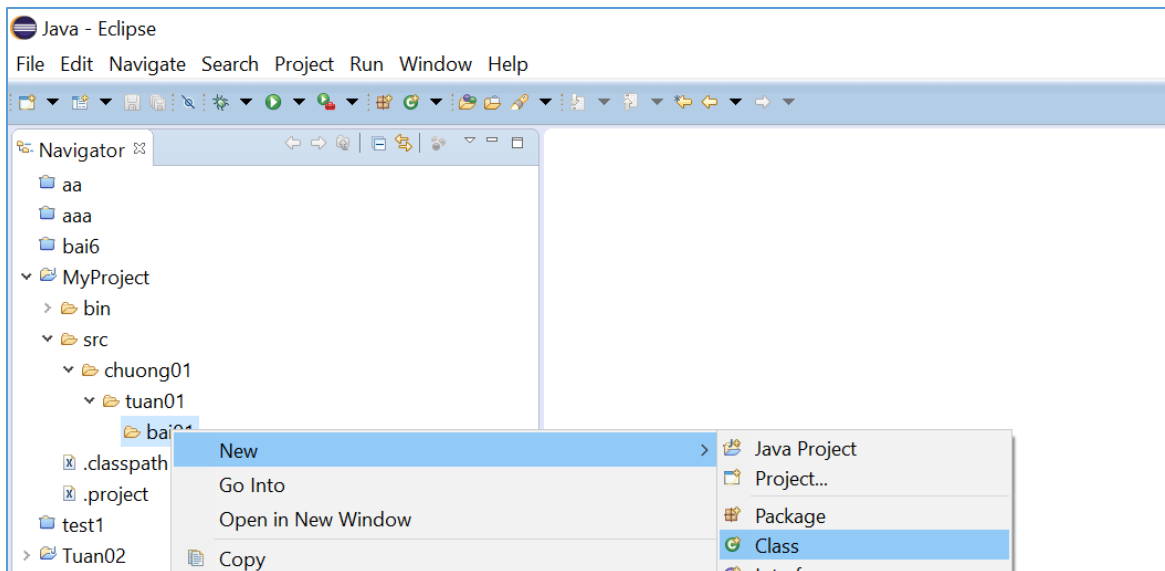 Java - Eclipse
File Edit Navigate Search Project Run Window Help
Navigator
aa
aaa
bai6
MyProject
bin
src
chuong01
tuan01
bai01
New
Java Project
.classpath
Go Into
Project...
.project
Open in New Window
Package
test1
Class
Tuan02
Copy